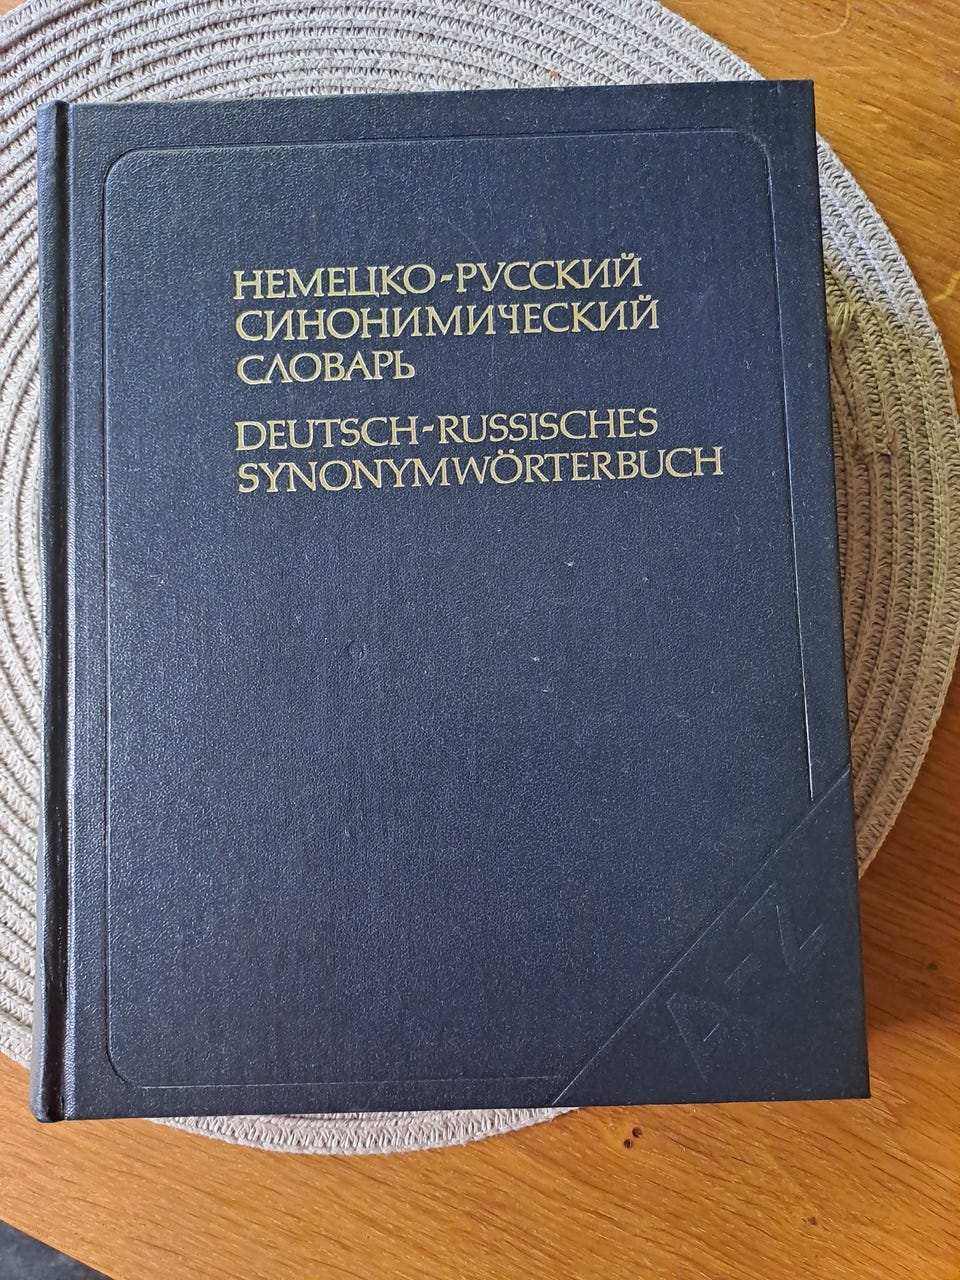 НЕМЕЦКО-РУССКИЙ
СИНОНИМИЧЕСКИЙ
СЛОВАРЬ
DEUTSCH-RUSSISCHES
SYNONYMWÖRTERBUCH
A-Z